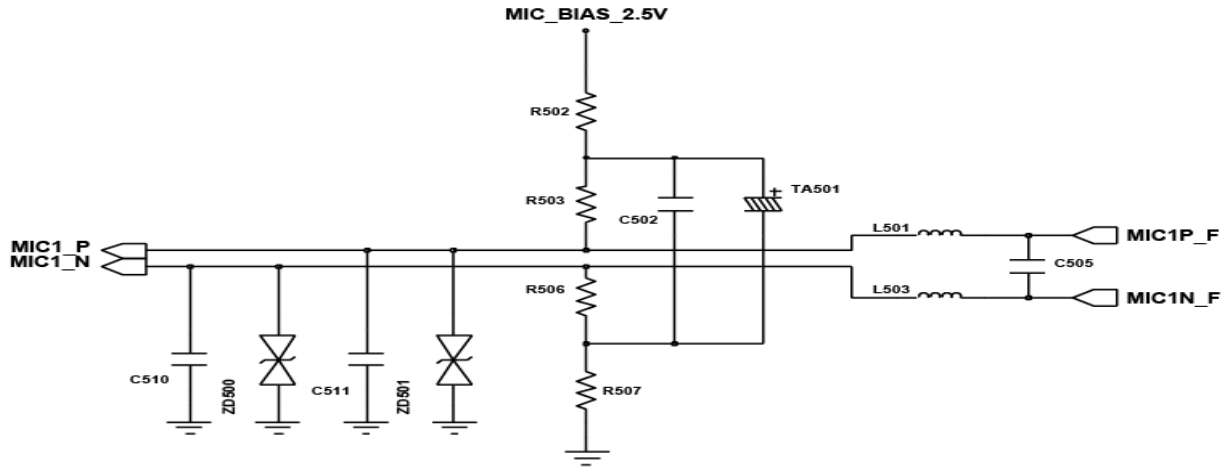 MIC_BIAS_2.5V
R502
R503
C502
+
TA501
MIC1_P
MIC1_N
L501
MIC1P_F
C505
L503
MIC1N_F
R506
C510
ZD500
C511
ZD501
R507